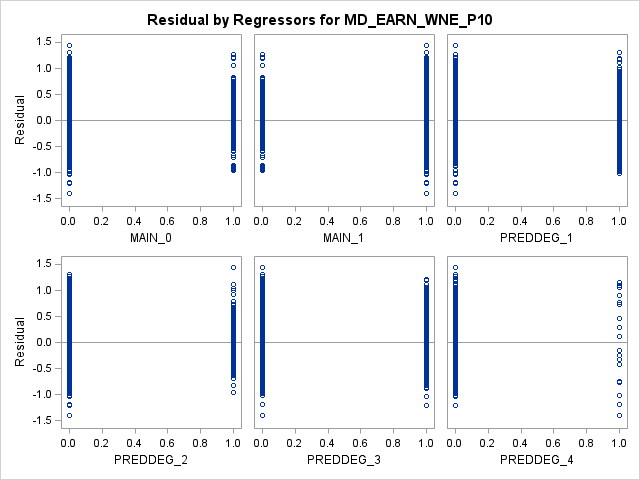 Residual by Regressors for MD_EARN_WNE_P10
Residual
1.5
1.0
0.5
0.0
-0.5
-1.0
-1.5
0.0 0.2 0.4 0.6 0.8 1.0
MAIN_0
0.0 0.2 0.4 0.6 0.8 1.0
MAIN_1
0.0 0.2 0.4 0.6 0.8 1.0
PREDDEG_1
Residual
1.5
1.0
0.5
0.0
-0.5
-1.0
-1.5
0.0 0.2 0.4 0.6 0.8 1.0
PREDDEG_2
0.0 0.2 0.4 0.6 0.8 1.0
PREDDEG_3
0.0 0.2 0.4 0.6 0.8 1.0
PREDDEG_4